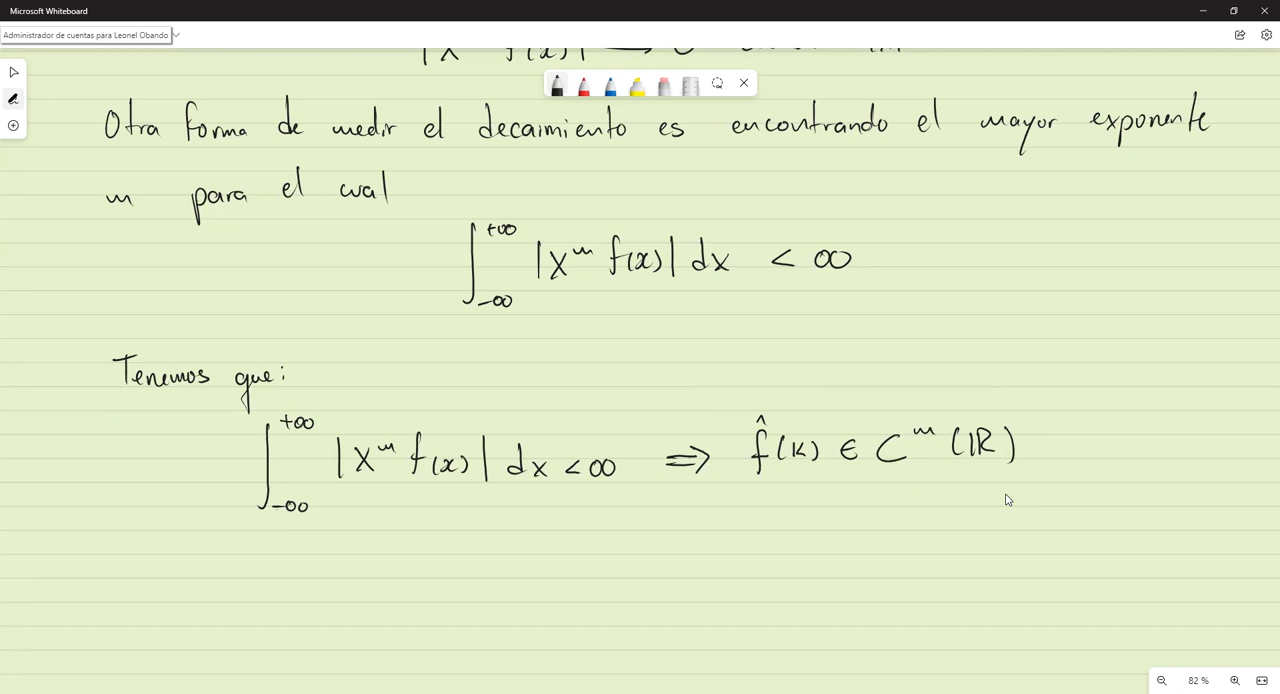 Microsoft Whiteboard
Administrador de cuentas para Leonel Obando
Otra forma de medir el decaimiento es encontrando el mayor exponente
m para el cual
∫_{-∞}^{+∞} |x^m f(x)| dx < ∞
Tenemos que:
∫_{-∞}^{+∞} |x^m f(x)| dx < ∞ ⇒ f̂(k) ∈ C^m(ℝ)
82 %